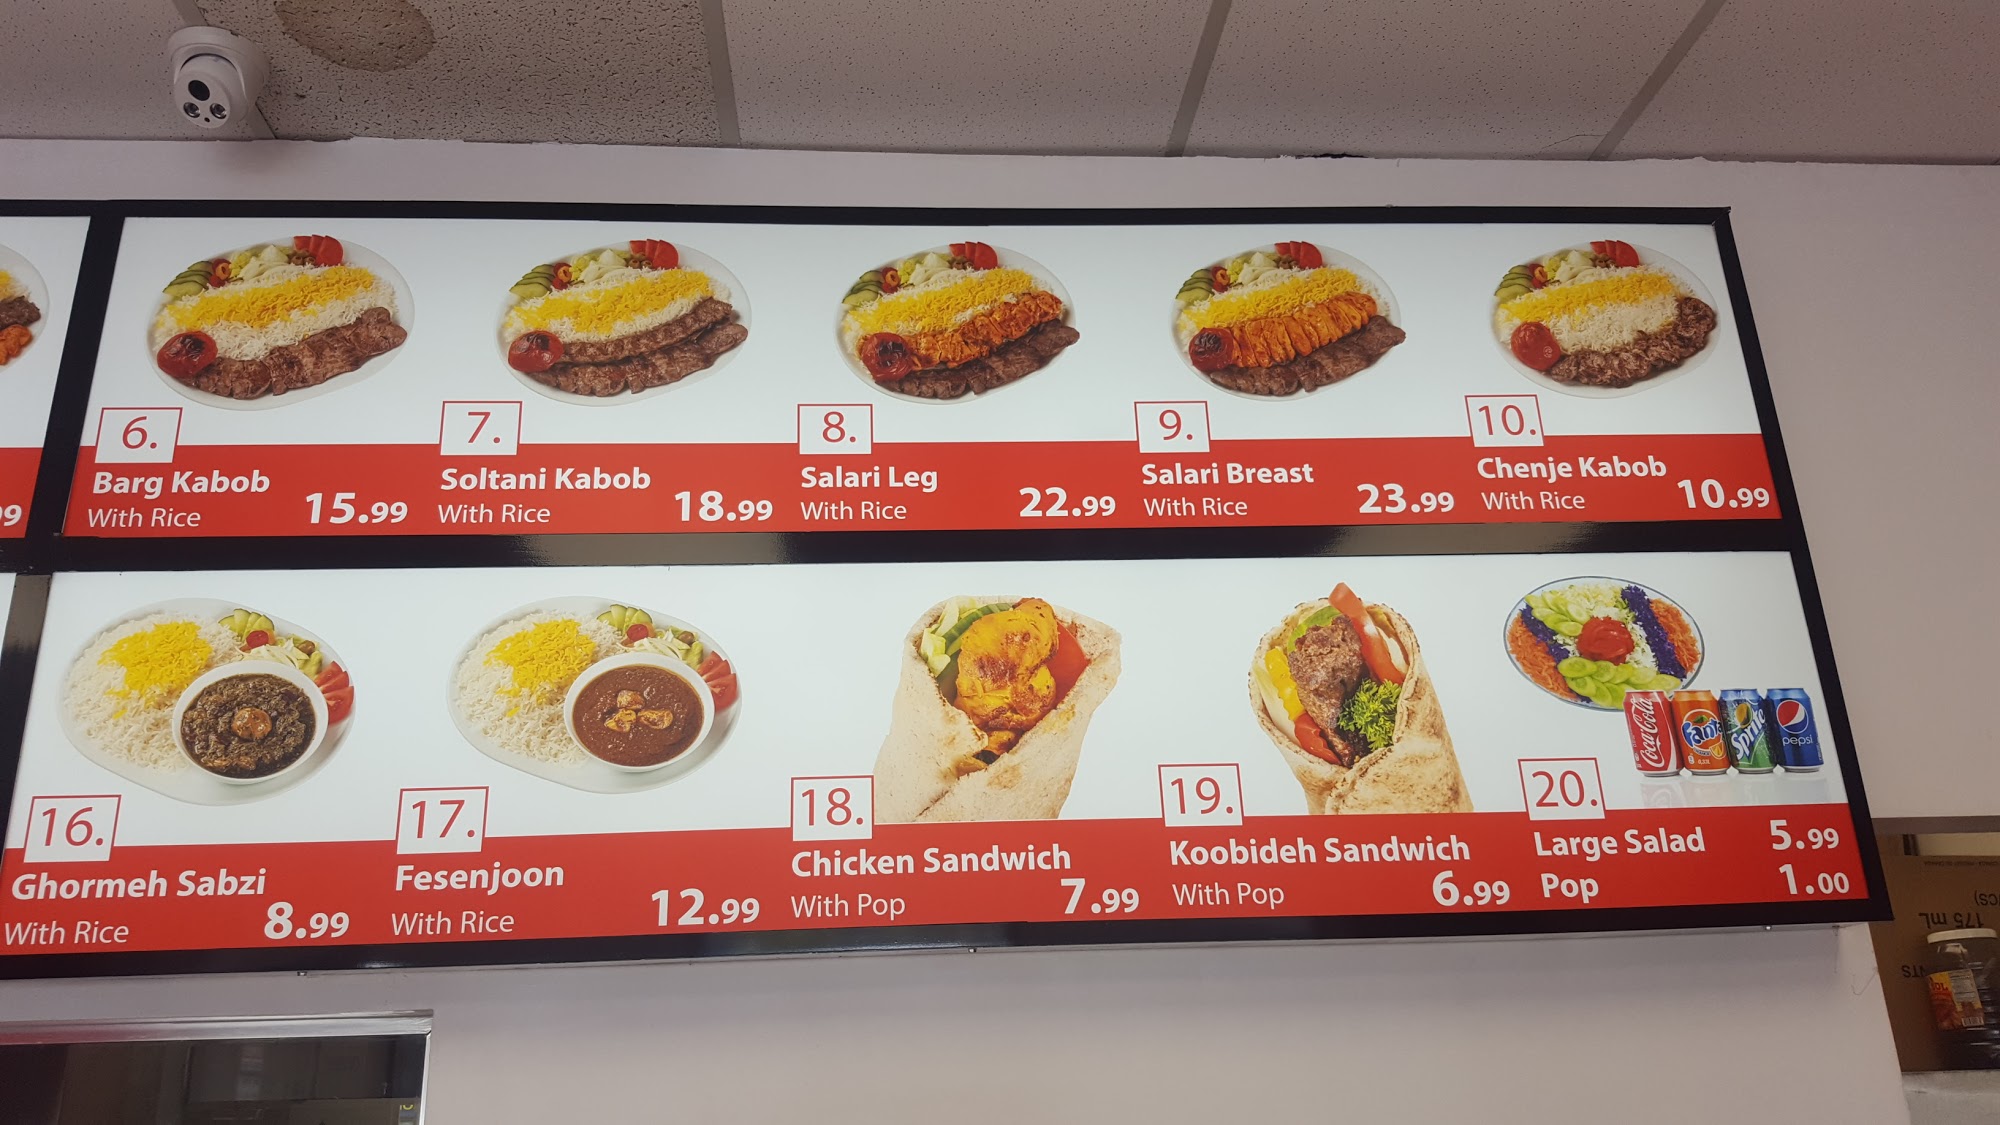 6.
Barg Kabob
With Rice
15.99
7.
Soltani Kabob
With Rice
18.99
8.
Salari Leg
With Rice
22.99
9.
Salari Breast
With Rice
23.99
10.
Chenje Kabob
With Rice
10.99
16.
Ghormeh Sabzi
With Rice
8.99
17.
Fesenjoon
With Rice
12.99
18.
Chicken Sandwich
With Pop
7.99
19.
Koobideh Sandwich
With Pop
6.99
Coca-Cola
Fanta
Sprite
pepsi
20.
Large Salad
5.99
Pop
1.00
175 mL